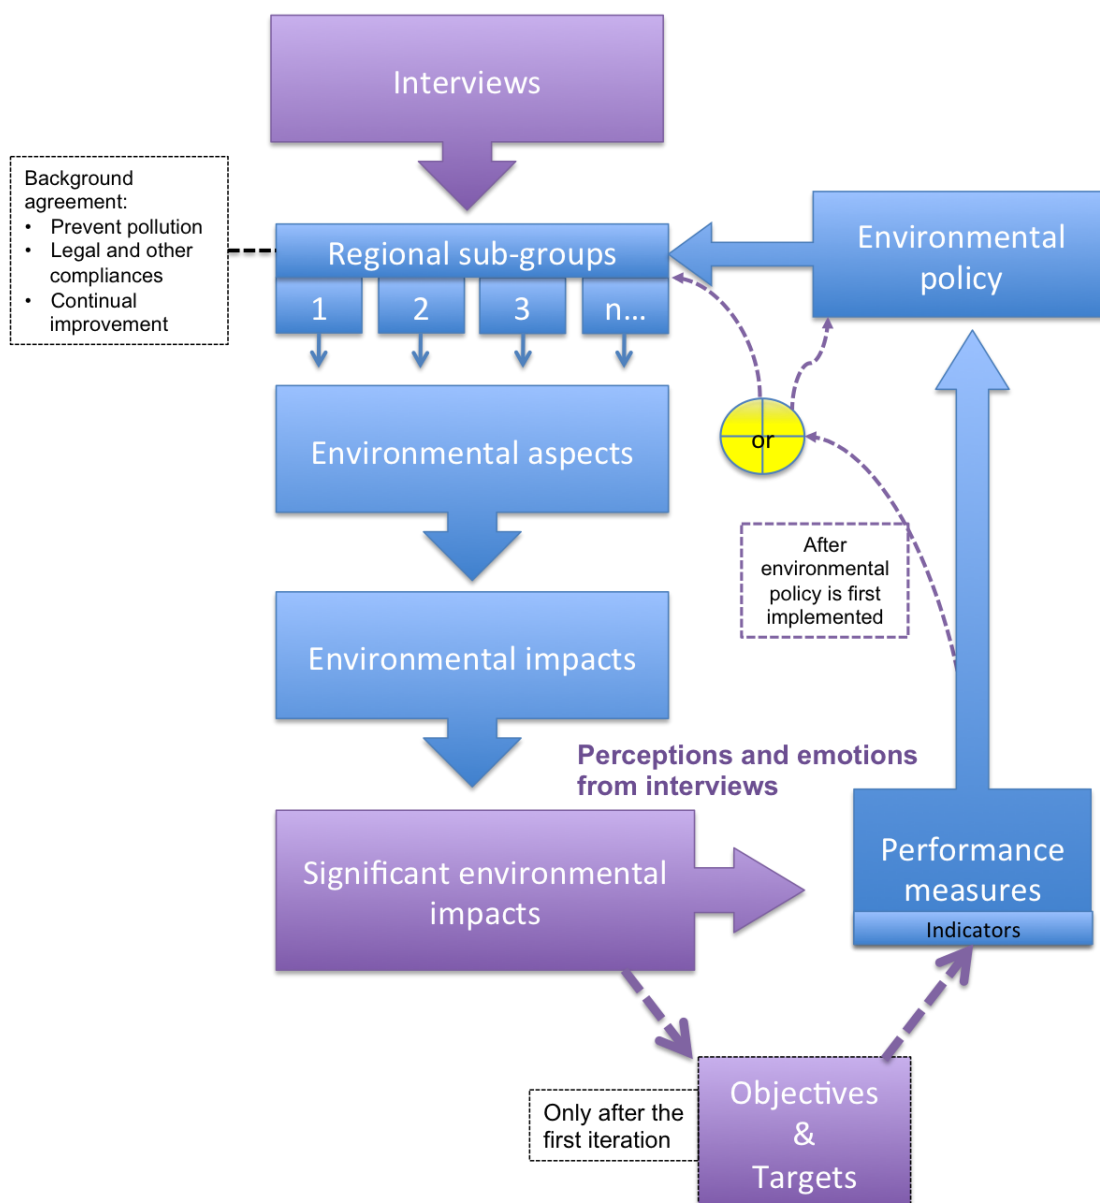 Interviews
Background
agreement:
• Prevent pollution
• Legal and other
compliances
• Continual
improvement
Regional sub-groups
1
2
3
n...
Environmental
policy
Environmental aspects
or
After
environmental
policy is first
implemented
Environmental impacts
Perceptions and emotions
from interviews
Significant environmental
impacts
Performance
measures
Indicators
Only after the
first iteration
Objectives
&
Targets